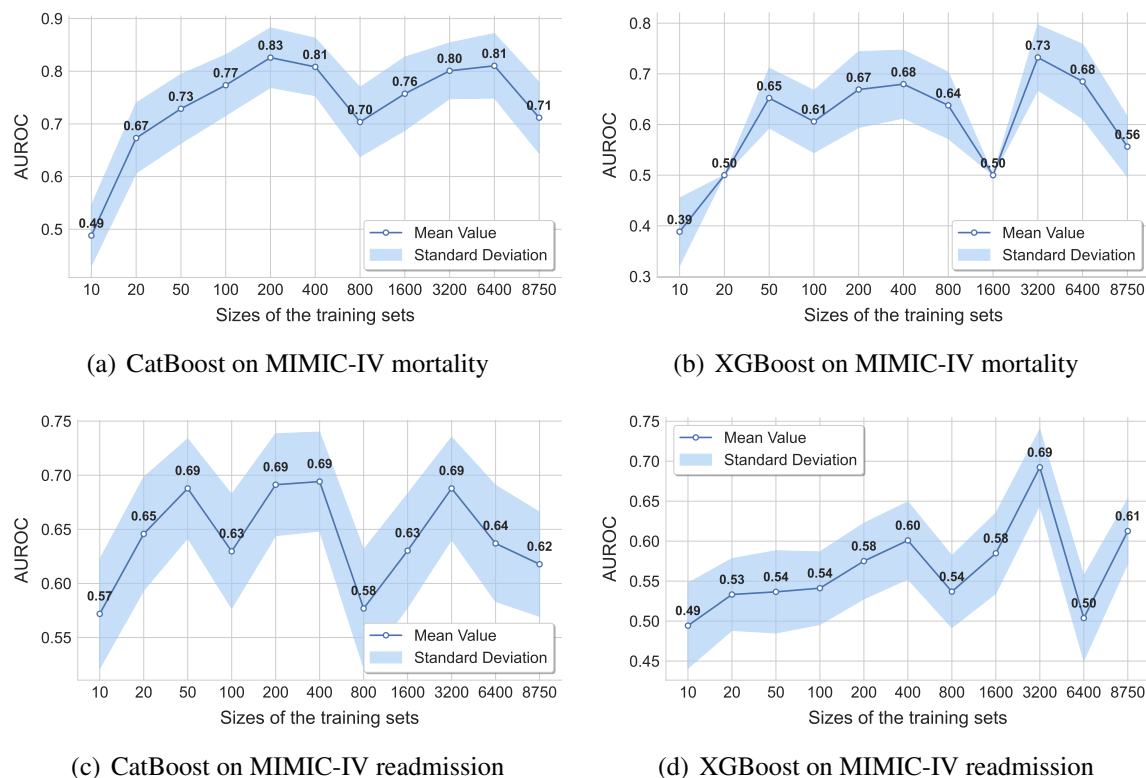 0.9
0.8
0.7
0.6
0.5
AUROC
0.49
0.67
0.73
0.77
0.83
0.81
0.70
0.76
0.80
0.81
0.71
Mean Value
Standard Deviation
10 20 50 100 200 400 800 1600 3200 6400 8750
Sizes of the training sets
(a) CatBoost on MIMIC-IV mortality
0.8
0.7
0.6
0.5
0.4
0.3
AUROC
0.39
0.50
0.65
0.61
0.67
0.68
0.64
0.50
0.73
0.68
0.56
Mean Value
Standard Deviation
10 20 50 100 200 400 800 1600 3200 6400 8750
Sizes of the training sets
(b) XGBoost on MIMIC-IV mortality
0.75
0.70
0.65
0.60
0.55
AUROC
0.57
0.65
0.69
0.63
0.69
0.69
0.58
0.63
0.69
0.64
0.62
Mean Value
Standard Deviation
10 20 50 100 200 400 800 1600 3200 6400 8750
Sizes of the training sets
(c) CatBoost on MIMIC-IV readmission
0.75
0.70
0.65
0.60
0.55
0.50
0.45
AUROC
Mean Value
Standard Deviation
0.49
0.53
0.54
0.54
0.58
0.60
0.54
0.58
0.69
0.50
0.61
10 20 50 100 200 400 800 1600 3200 6400 8750
Sizes of the training sets
(d) XGBoost on MIMIC-IV readmission